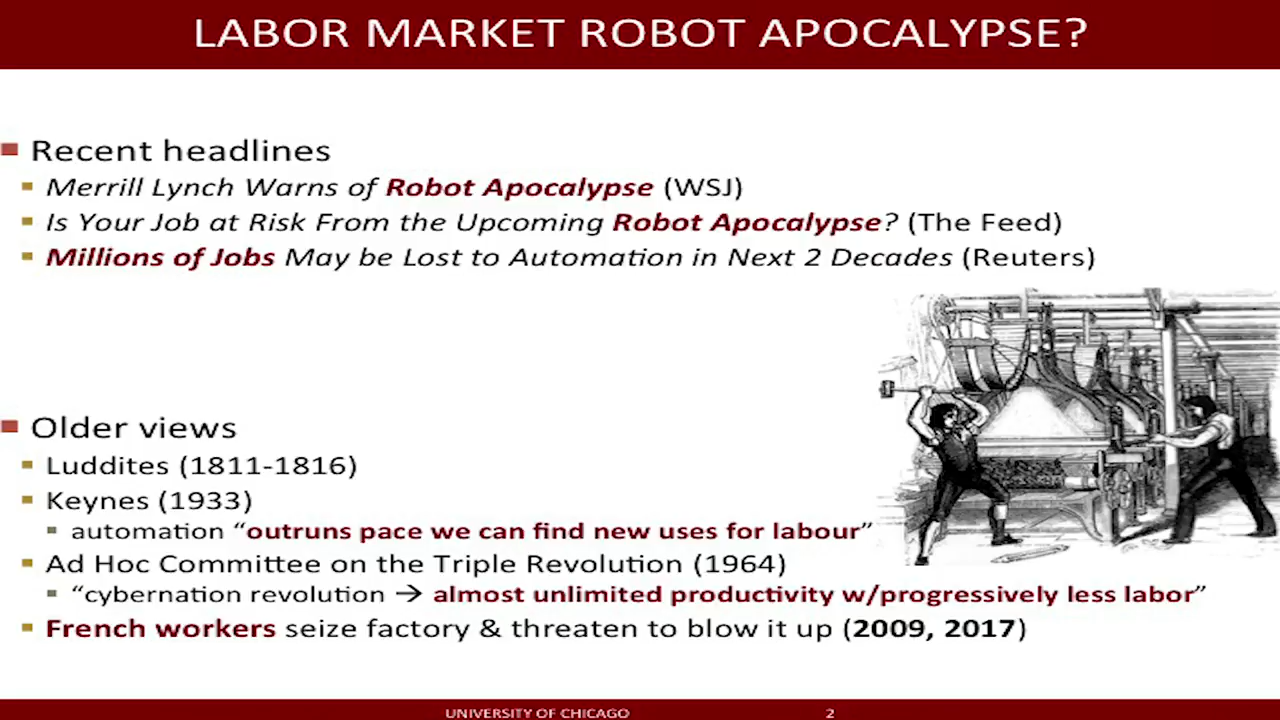 LABOR MARKET ROBOT APOCALYPSE?
Recent headlines
Merrill Lynch Warns of Robot Apocalypse (WSJ)
Is Your Job at Risk From the Upcoming Robot Apocalypse? (The Feed)
Millions of Jobs May be Lost to Automation in Next 2 Decades (Reuters)
Older views
Luddites (1811-1816)
Keynes (1933)
automation “outruns pace we can find new uses for labour”
Ad Hoc Committee on the Triple Revolution (1964)
“cybernation revolution → almost unlimited productivity w/progressively less labor”
French workers seize factory & threaten to blow it up (2009, 2017)
UNIVERSITY OF CHICAGO 2